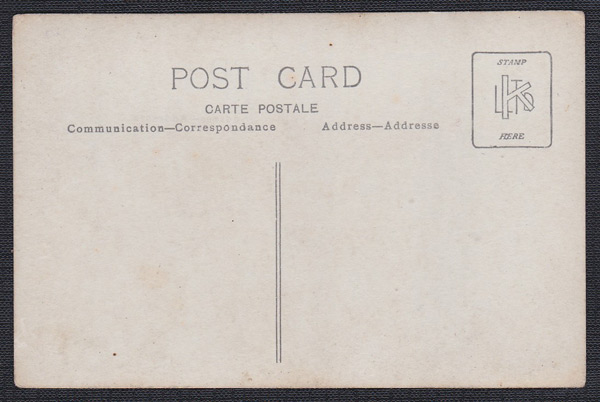 POST CARD
CARTE POSTALE
Communication—Correspondance
Address—Addresse
STAMP
HERE